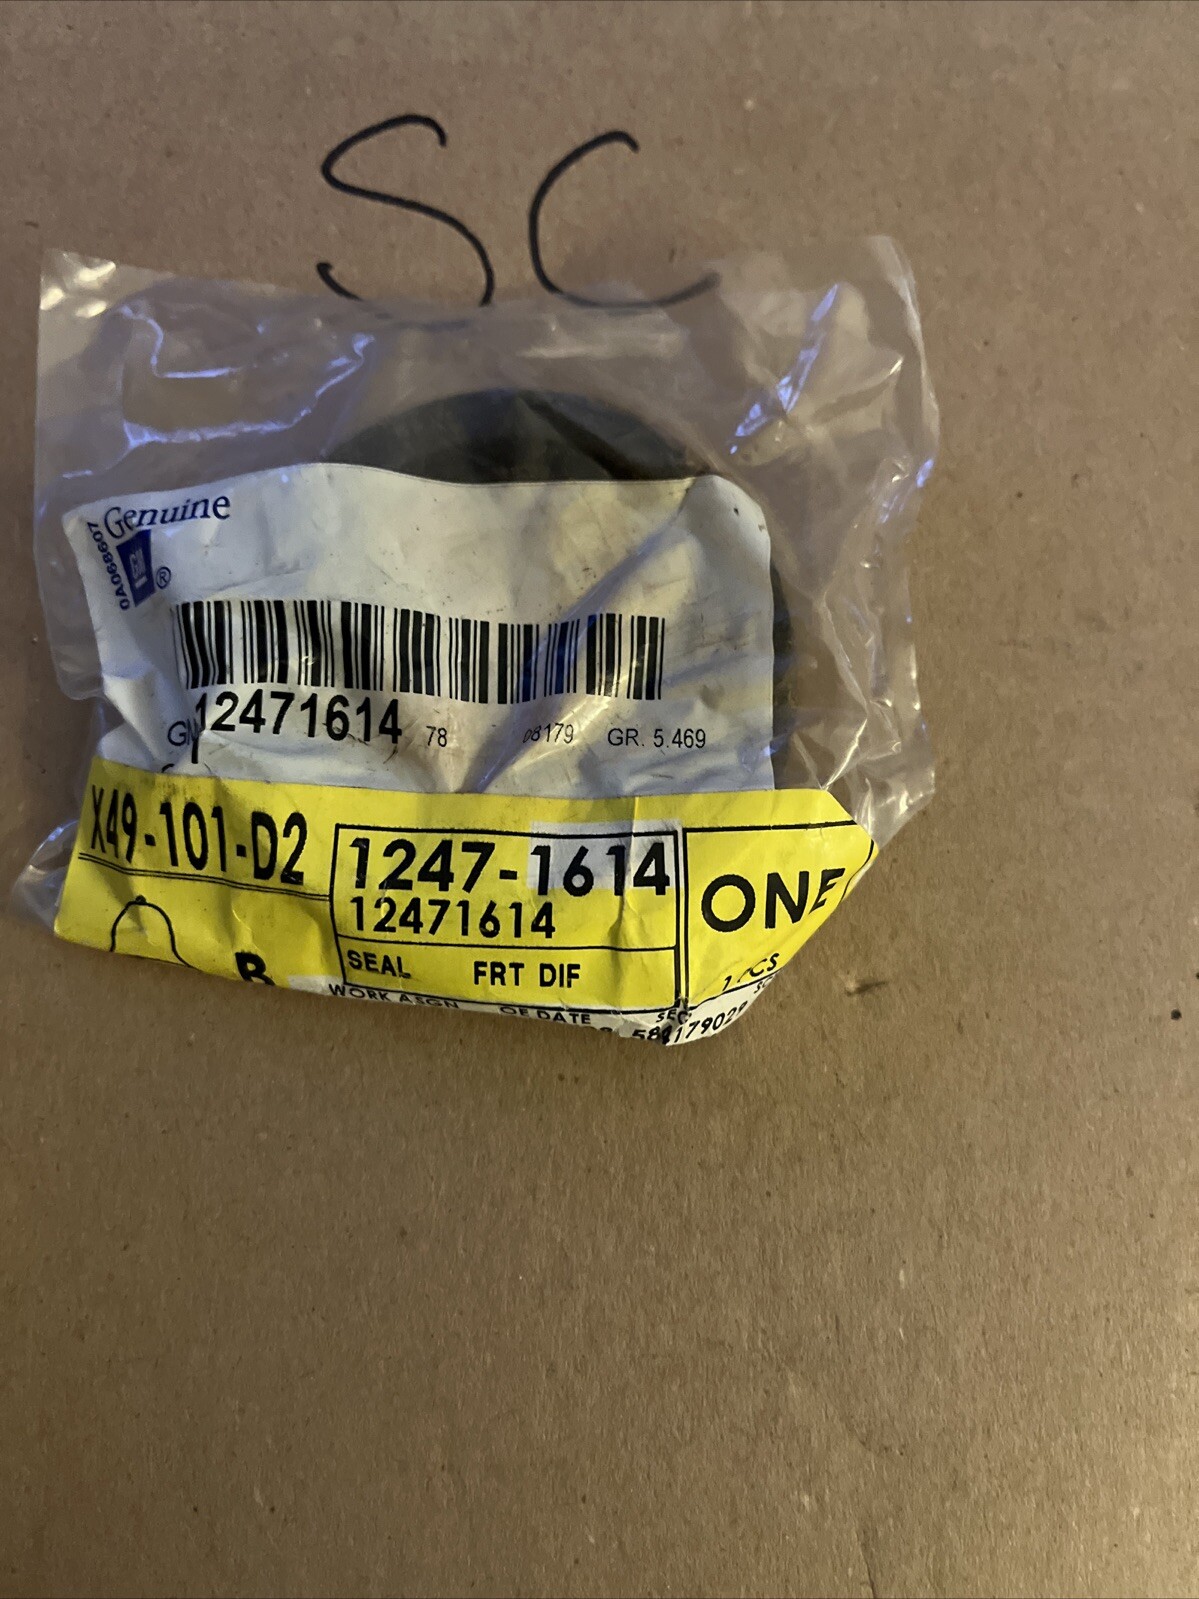 SC
Genuine
0A068607
®
GM 12471614 78 08179 GR. 5.469
X49-101-D2
1247-1614
12471614
ONE
SEAL FRT DIF
B
WORK ASGN OF DATE